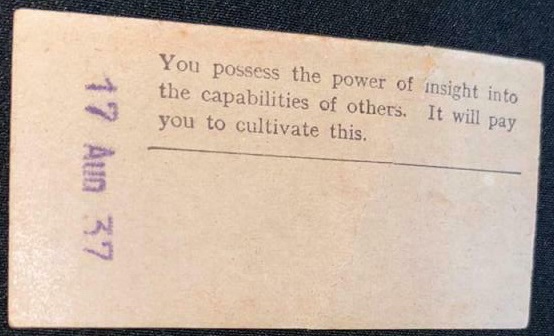 You possess the power of insight into
the capabilities of others. It will pay
you to cultivate this.
17 AUG 37